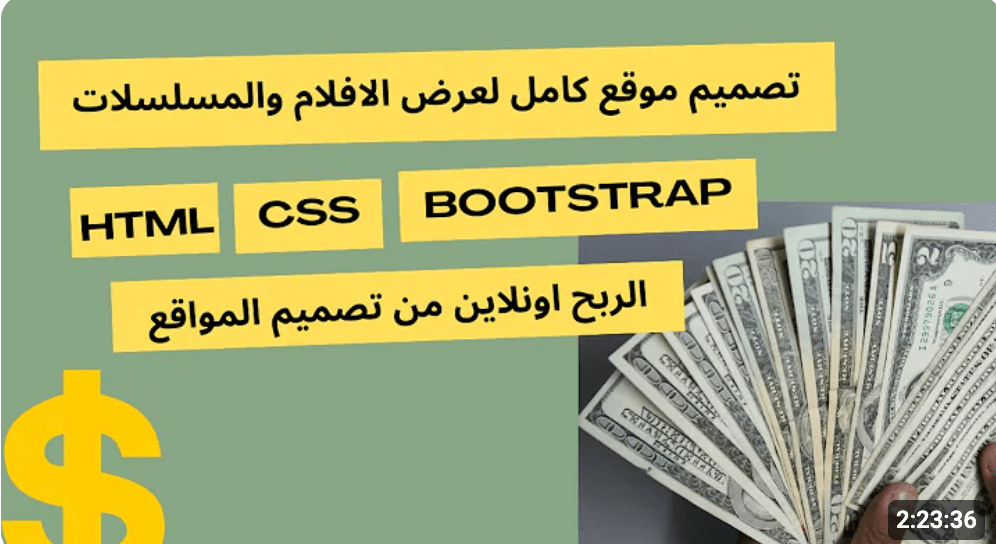 تصميم موقع كامل لعرض الافلام والمسلسلات
HTML CSS BOOTSTRAP
الربح اونلاين من تصميم المواقع
$
2:23:36